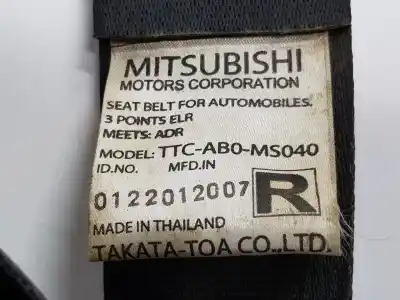 MITSUBISHI
MOTORS CORPORATION
SEAT BELT FOR AUTOMOBILES.
3 POINTS ELR
MEETS: ADR
MODEL: TTC-AB0-MS040
ID.NO. MFD.IN
0122012007 R
MADE IN THAILAND
TAKATA-TOA CO.,LTD.